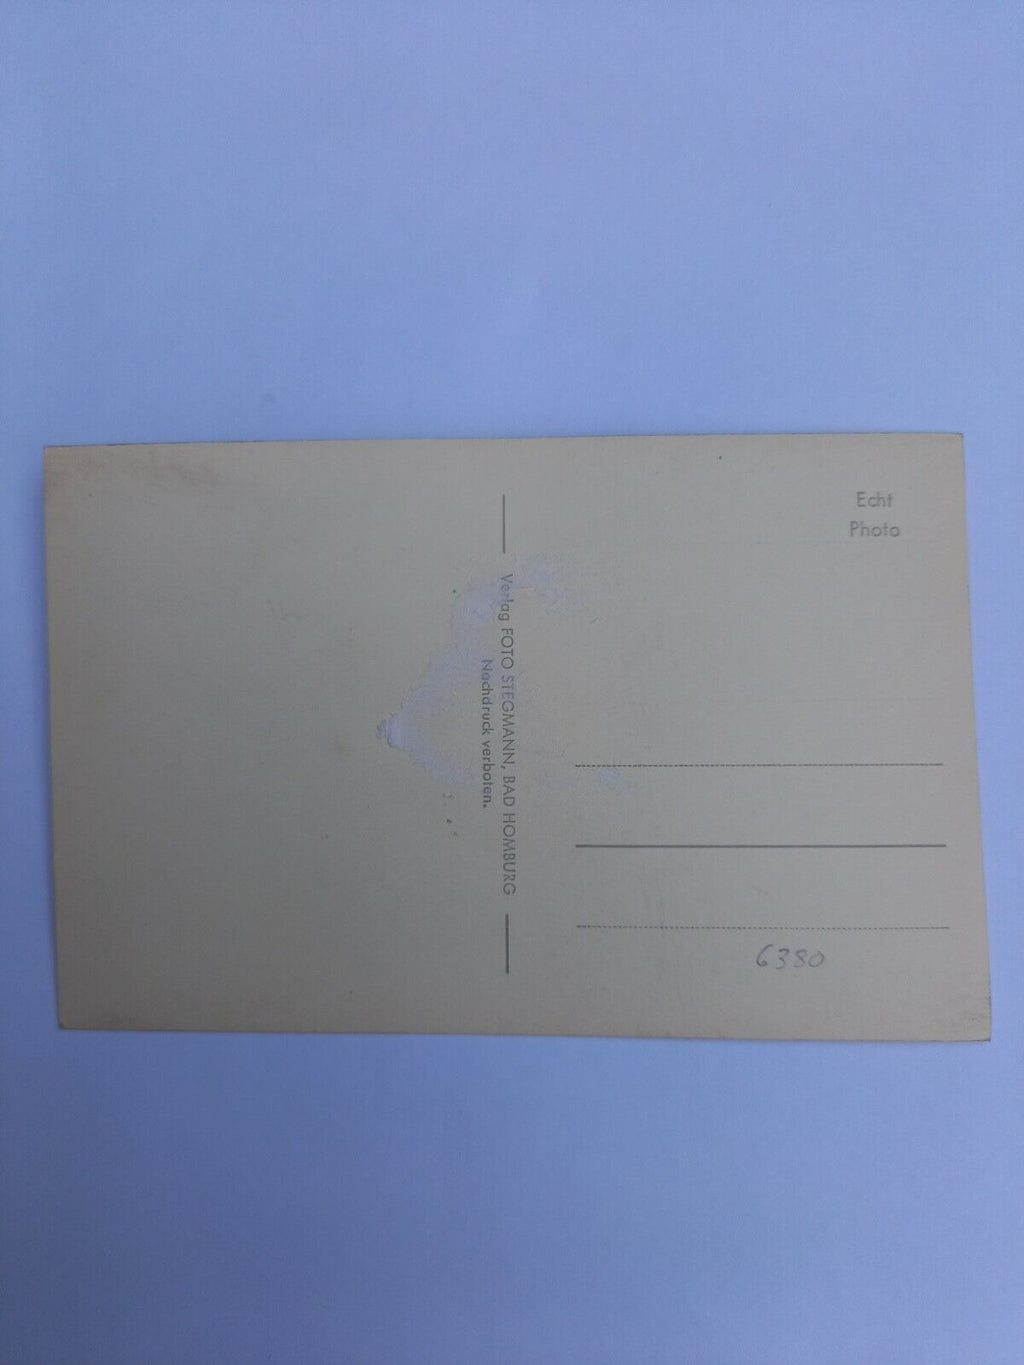 Echt
Photo
Verlag FOTO STEGMANN, BAD HOMBURG
Nachdruck verboten.
6380